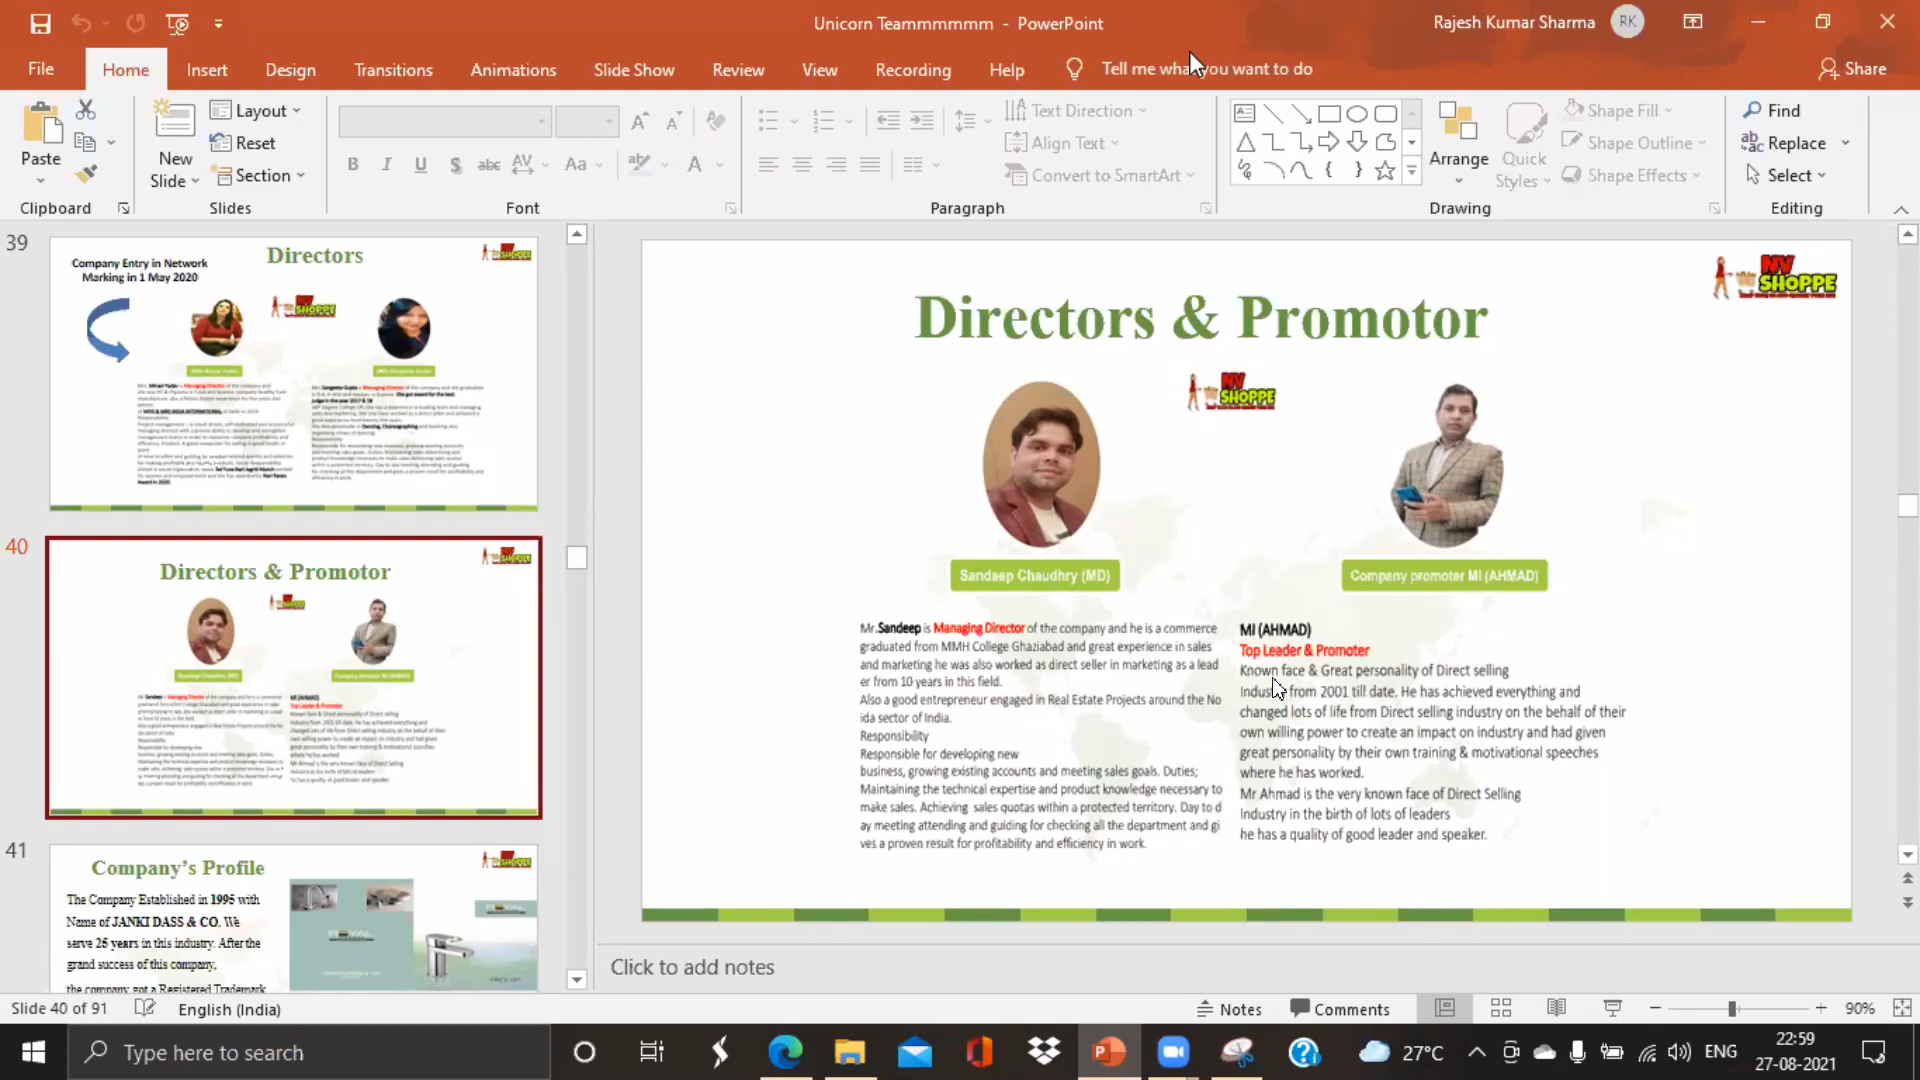 Unicorn Teammmmmm - PowerPoint
Rajesh Kumar Sharma
RK
File
Home
Insert
Design
Transitions
Animations
Slide Show
Review
View
Recording
Help
Tell me what you want to do
Share
Paste
Clipboard
New
Slide
Layout
Reset
Section
Slides
Font
Text Direction
Align Text
Convert to SmartArt
Paragraph
Arrange
Quick
Styles
Shape Fill
Shape Outline
Shape Effects
Drawing
Find
Replace
Select
Editing
39
Company Entry in Network
Marking in 1 May 2020
Directors
NV
SHOPPE
40
Directors & Promotor
41
Company's Profile
The Company Established in 1995 with
Name of JANKI DASS & CO. We
serve 25 years in this industry. After the
grand success of this company,
the company got a Registered Trademark
Directors & Promotor
NV
SHOPPE
NV
SHOPPE
Sandeep Chaudhry (MD)
Company promoter MI (AHMAD)
Mr.Sandeep is Managing Director of the company and he is a commerce
graduated from MMH College Ghaziabad and great experience in sales
and marketing he was also worked as direct seller in marketing as a lead
er from 10 years in this field.
Also a good entrepreneur engaged in Real Estate Projects around the No
ida sector of India.
Responsibility
Responsible for developing new
business, growing existing accounts and meeting sales goals. Duties;
Maintaining the technical expertise and product knowledge necessary to
make sales. Achieving sales quotas within a protected territory. Day to d
ay meeting attending and guiding for checking all the department and gi
ves a proven result for profitability and efficiency in work.
MI (AHMAD)
Top Leader & Promoter
Known face & Great personality of Direct selling
Industry from 2001 till date. He has achieved everything and
changed lots of life from Direct selling industry on the behalf of their
own willing power to create an impact on industry and had given
great personality by their own training & motivational speeches
where he has worked.
Mr Ahmad is the very known face of Direct Selling
Industry in the birth of lots of leaders
he has a quality of good leader and speaker.
Click to add notes
Slide 40 of 91
English (India)
Notes
Comments
90%
Type here to search
27°C
ENG
22:59
27-08-2021